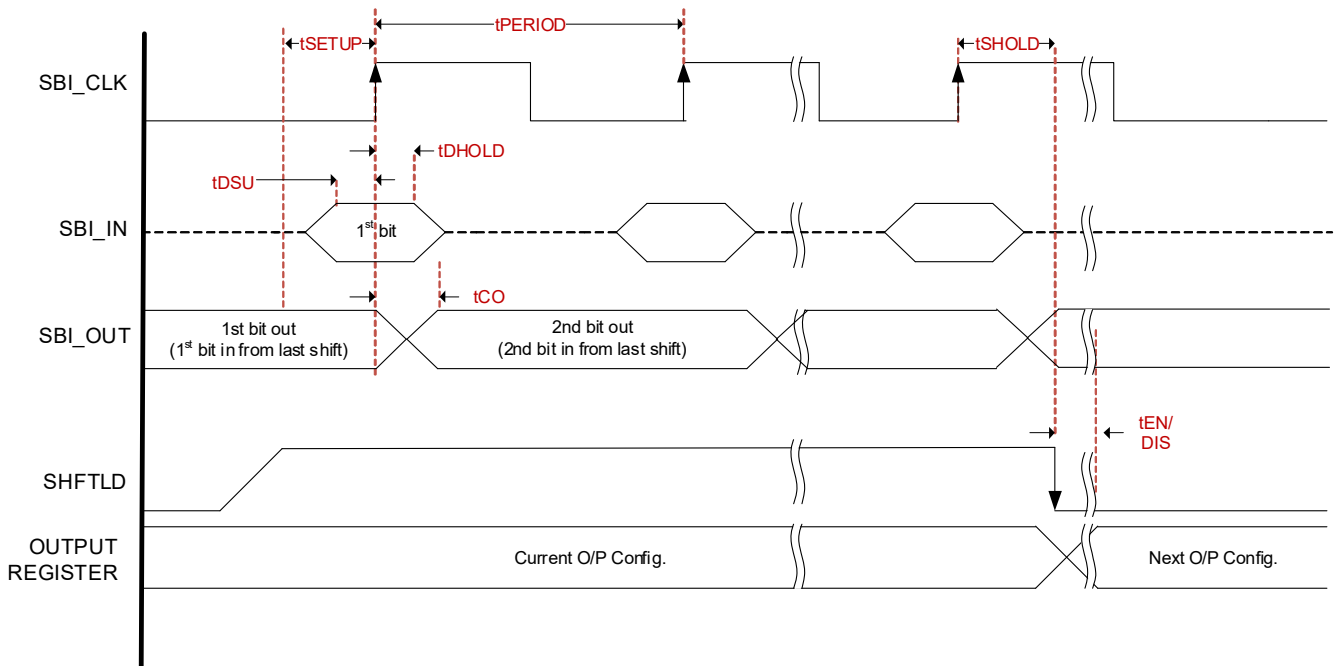 tPERIOD
tSETUP
tSHOLD
SBI_CLK
tDHOLD
tDSU
SBI_IN
1st bit
tCO
SBI_OUT
1st bit out
(1st bit in from last shift)
2nd bit out
(2nd bit in from last shift)
tEN/
DIS
SHFTLD
OUTPUT
REGISTER
Current O/P Config.
Next O/P Config.